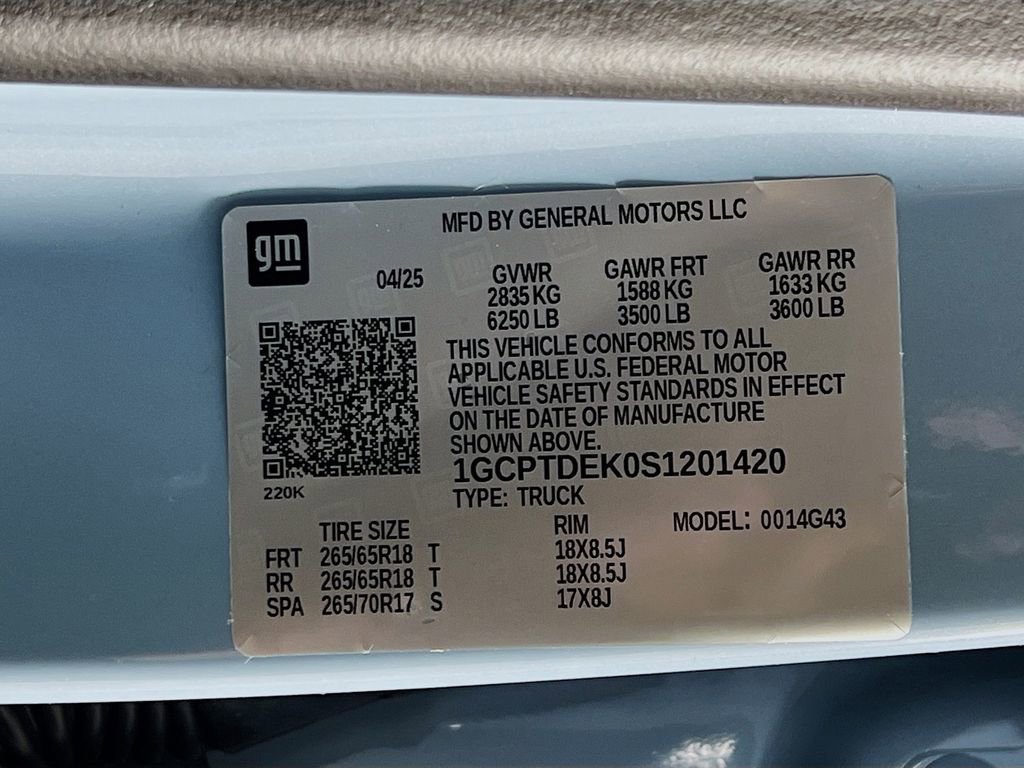 gm
MFD BY GENERAL MOTORS LLC
04/25
GVWR GAWR FRT GAWR RR
2835 KG 1588 KG 1633 KG
6250 LB 3500 LB 3600 LB
THIS VEHICLE CONFORMS TO ALL
APPLICABLE U.S. FEDERAL MOTOR
VEHICLE SAFETY STANDARDS IN EFFECT
ON THE DATE OF MANUFACTURE
SHOWN ABOVE.
1GCPTDEK0S1201420
220K
TYPE: TRUCK
TIRE SIZE RIM MODEL: 0014G43
FRT 265/65R18 T 18X8.5J
RR 265/65R18 T 18X8.5J
SPA 265/70R17 S 17X8J